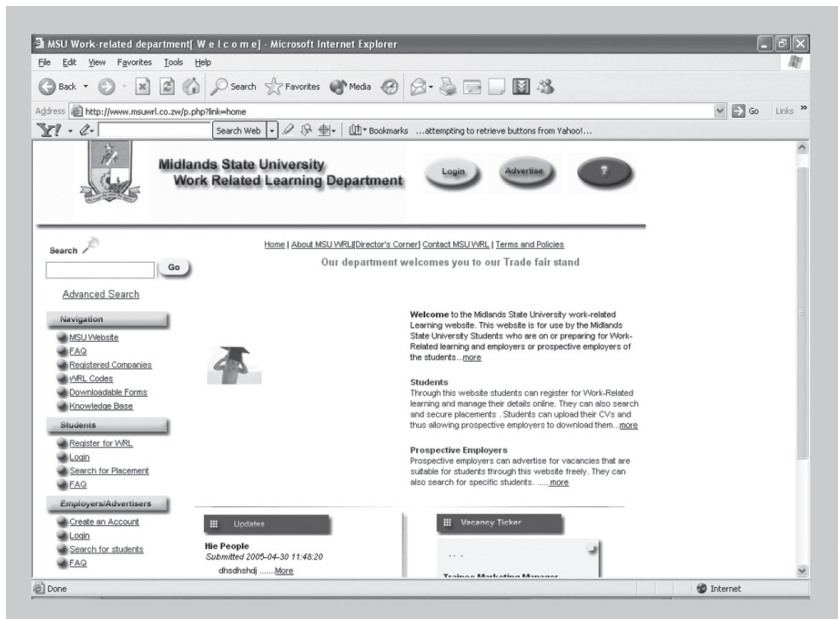 MSU Work-related department[ W e l c o m e] - Microsoft Internet Explorer
File Edit View Favorites Tools Help
Back Search Favorites Media
Address http://www.msuwrl.co.zw/p.php?link=home Go Links »
Y! Search Web Bookmarks ...attempting to retrieve buttons from Yahoo!...
Midlands State University
Work Related Learning Department
Login Advertise ?
Search
Go
Advanced Search
Home | About MSU WRL|[Director's Corner] Contact MSU WRL | Terms and Policies
Our department welcomes you to our Trade fair stand
Navigation
MSU Website
FAQ
Registered Companies
WRL Codes
Downloadable Forms
Knowledge Base
Students
Register for WRL
Login
Search for Placement
FAQ
Employers/Advertisers
Create an Account
Login
Search for students
FAQ
Welcome to the Midlands State University work-related
Learning website. This website is for use by the Midlands
State University Students who are on or preparing for Work-
Related learning and employers or prospective employers of
the students...more
Students
Through this website students can register for Work-Related
learning and manage their details online. They can also search
and secure placements . Students can upload their CVs and
thus allowing prospective employers to download them...more
Prospective Employers
Prospective employers can advertise for vacancies that are
suitable for students through this website freely. They can
also search for specific students. .....more
Updates
Hie People
Submitted 2005-04-30 11:48:20
dhsdhshdj .......More
Vacancy Ticker
. . ,
Trainee Marketing Manager
Done Internet